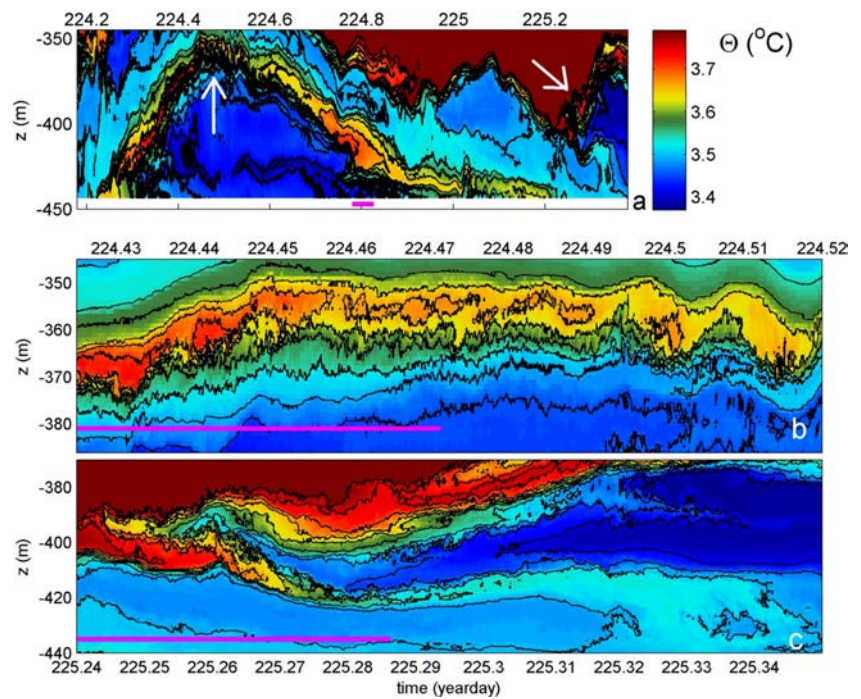 224.2 224.4 224.6 224.8 225 225.2
-350
-400
-450
z (m)
a
Θ (°C)
3.7
3.6
3.5
3.4
224.43 224.44 224.45 224.46 224.47 224.48 224.49 224.5 224.51 224.52
-350
-360
-370
-380
z (m)
b
-380
-400
-420
-440
z (m)
c
225.24 225.25 225.26 225.27 225.28 225.29 225.3 225.31 225.32 225.33 225.34
time (yearday)